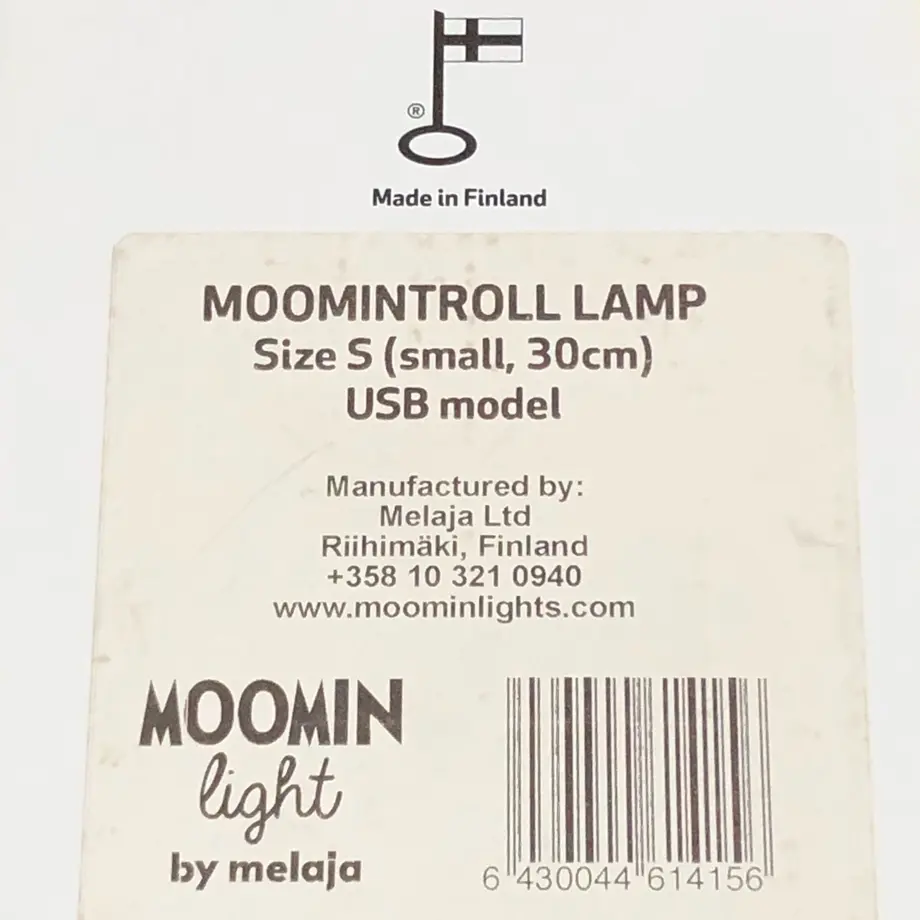 ®
Made in Finland
MOOMINTROLL LAMP
Size S (small, 30cm)
USB model
Manufactured by:
Melaja Ltd
Riihimäki, Finland
+358 10 321 0940
www.moominlights.com
MOOMIN
light
by melaja
6 430044 614156